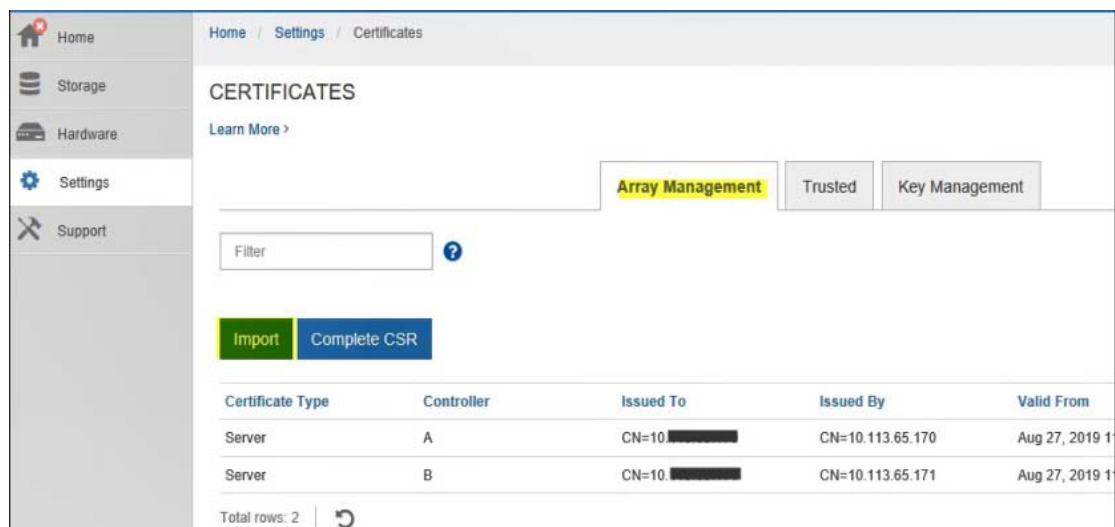 Home
Storage
Hardware
Settings
Support
Home / Settings / Certificates
CERTIFICATES
Learn More >
Array Management Trusted Key Management
Filter
Import Complete CSR
Certificate Type Controller Issued To Issued By Valid From
Server A CN=10. CN=10.113.65.170 Aug 27, 2019
Server B CN=10. CN=10.113.65.171 Aug 27, 2019
Total rows: 2